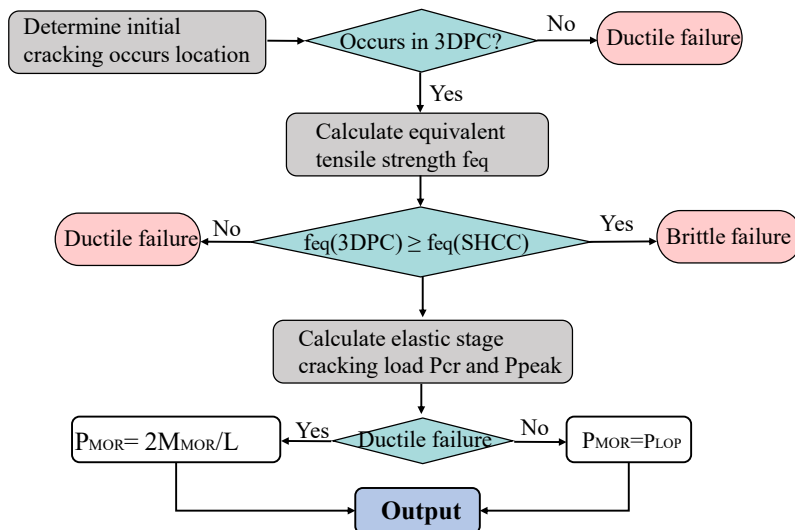 Determine initial
cracking occurs location
Occurs in 3DPC?
No
Ductile failure
Yes
Calculate equivalent
tensile strength feq
Ductile failure
No
feq(3DPC) ≥ feq(SHCC)
Yes
Brittle failure
Calculate elastic stage
cracking load Pcr and Ppeak
PMOR= 2MMOR/L
Yes
Ductile failure
No
PMOR=PLOP
Output